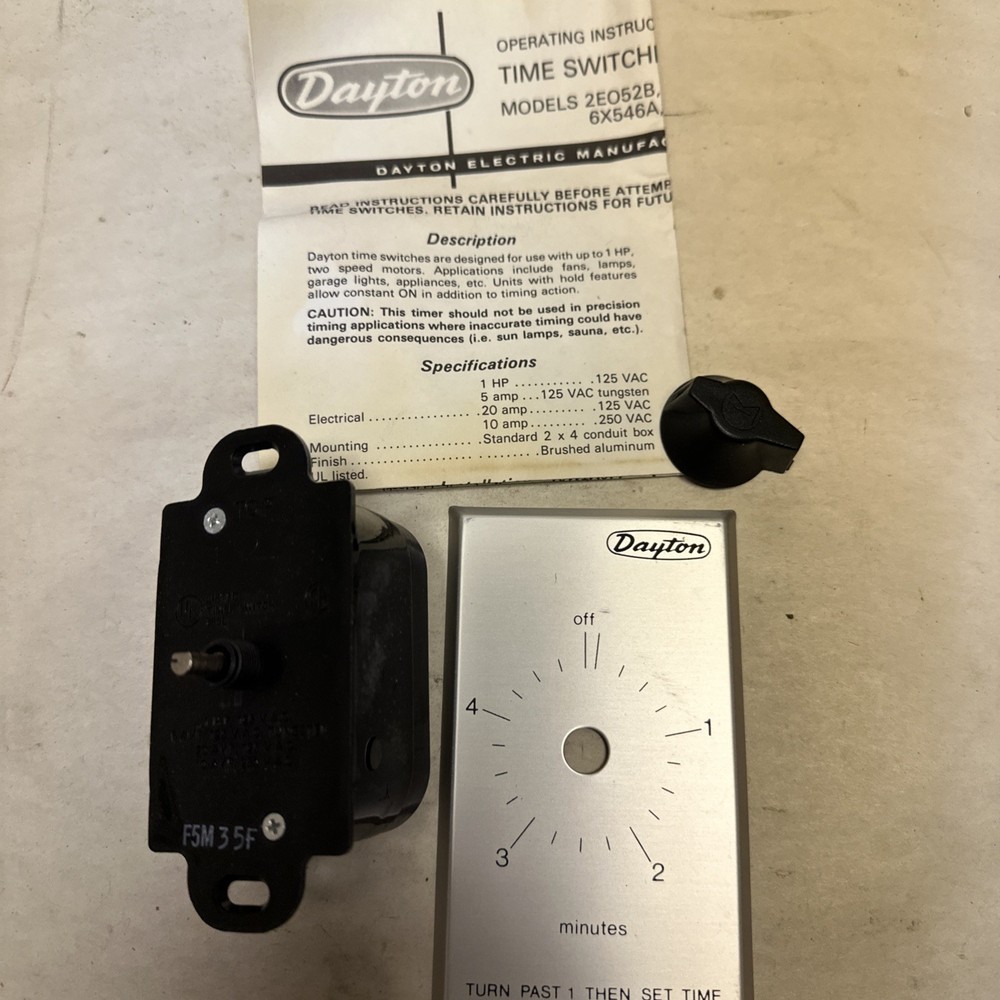 Dayton
OPERATING INSTRUC
TIME SWITCH
MODELS 2E052B,
6X546A,
DAYTON ELECTRIC MANUFAC
READ INSTRUCTIONS CAREFULLY BEFORE ATTEMP
TIME SWITCHES. RETAIN INSTRUCTIONS FOR FUTU
Description
Dayton time switches are designed for use with up to 1 HP,
two speed motors. Applications include fans, lamps,
garage lights, appliances, etc. Units with hold features
allow constant ON in addition to timing action.
CAUTION: This timer should not be used in precision
timing applications where inaccurate timing could have
dangerous consequences (i.e. sun lamps, sauna, etc.).
Specifications
1 HP ........... .125 VAC
5 amp ...125 VAC tungsten
Electrical ................ .20 amp......... .125 VAC
10 amp......... .250 VAC
Mounting ............... .Standard 2 x 4 conduit box
Finish ............................. .Brushed aluminum
UL listed.
F5M35F
Dayton
off
1
2
3
4
minutes
TURN PAST 1 THEN SET TIME